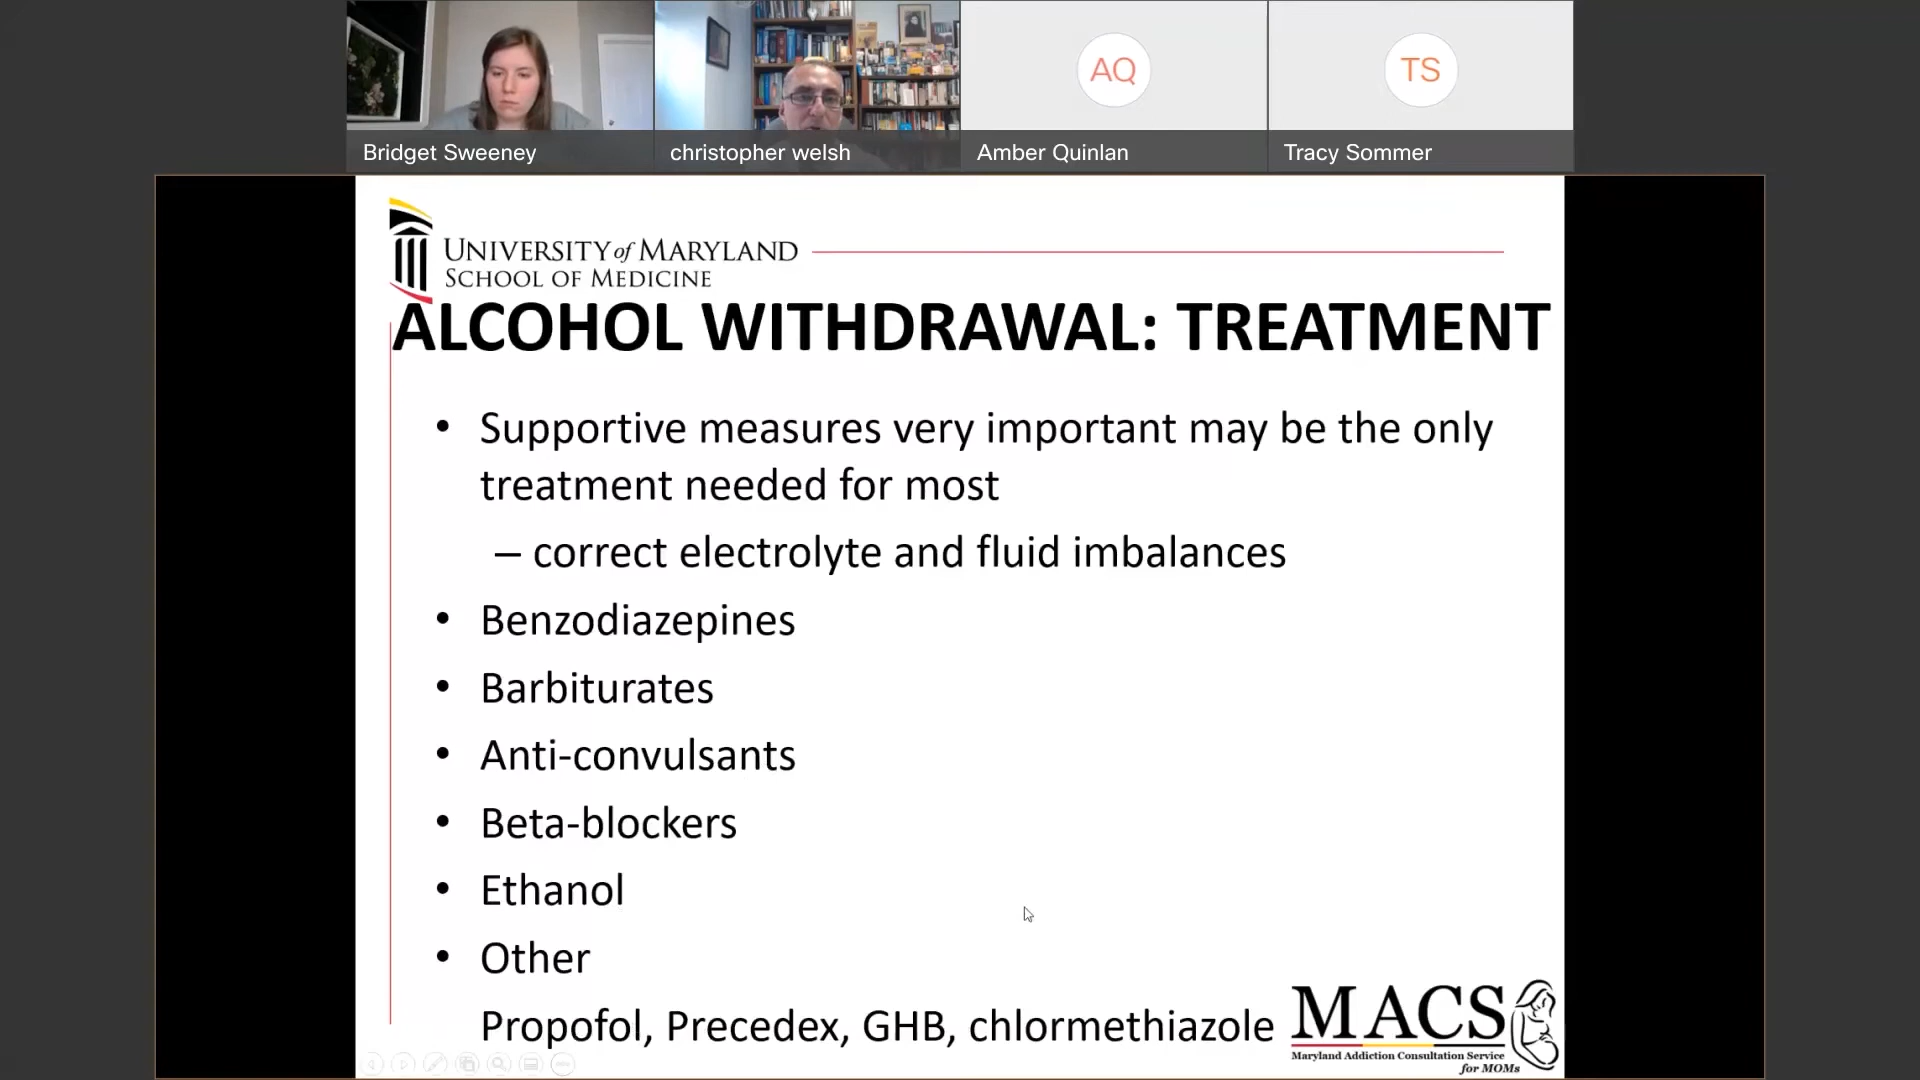 AQ
TS
Bridget Sweeney
christopher welsh
Amber Quinlan
Tracy Sommer
UNIVERSITY of MARYLAND
SCHOOL OF MEDICINE
ALCOHOL WITHDRAWAL: TREATMENT
• Supportive measures very important may be the only
treatment needed for most
– correct electrolyte and fluid imbalances
• Benzodiazepines
• Barbiturates
• Anti-convulsants
• Beta-blockers
• Ethanol
• Other
Propofol, Precedex, GHB, chlormethiazole
MACS
Maryland Addiction Consultation Service
for MOMs